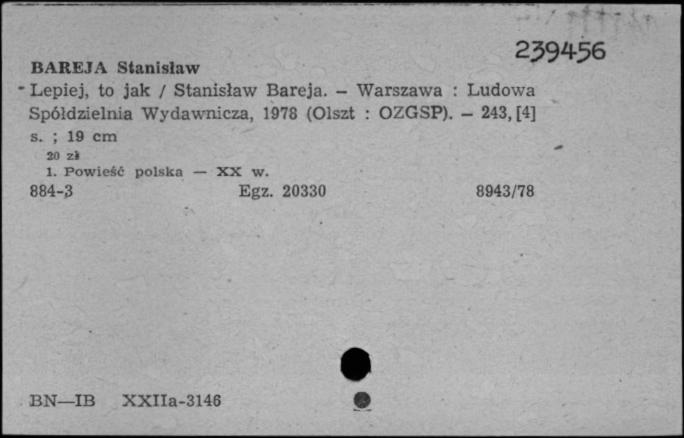 239456
BAREJA Stanisław
Lepiej, to jak / Stanisław Bareja. – Warszawa : Ludowa
Spółdzielnia Wydawnicza, 1978 (Olszt : OZGSP). – 243, [4]
s. ; 19 cm
20 zł
1. Powieść polska — XX w.
884-3 Egz. 20330 8943/78
BN—IB XXIIa-3146